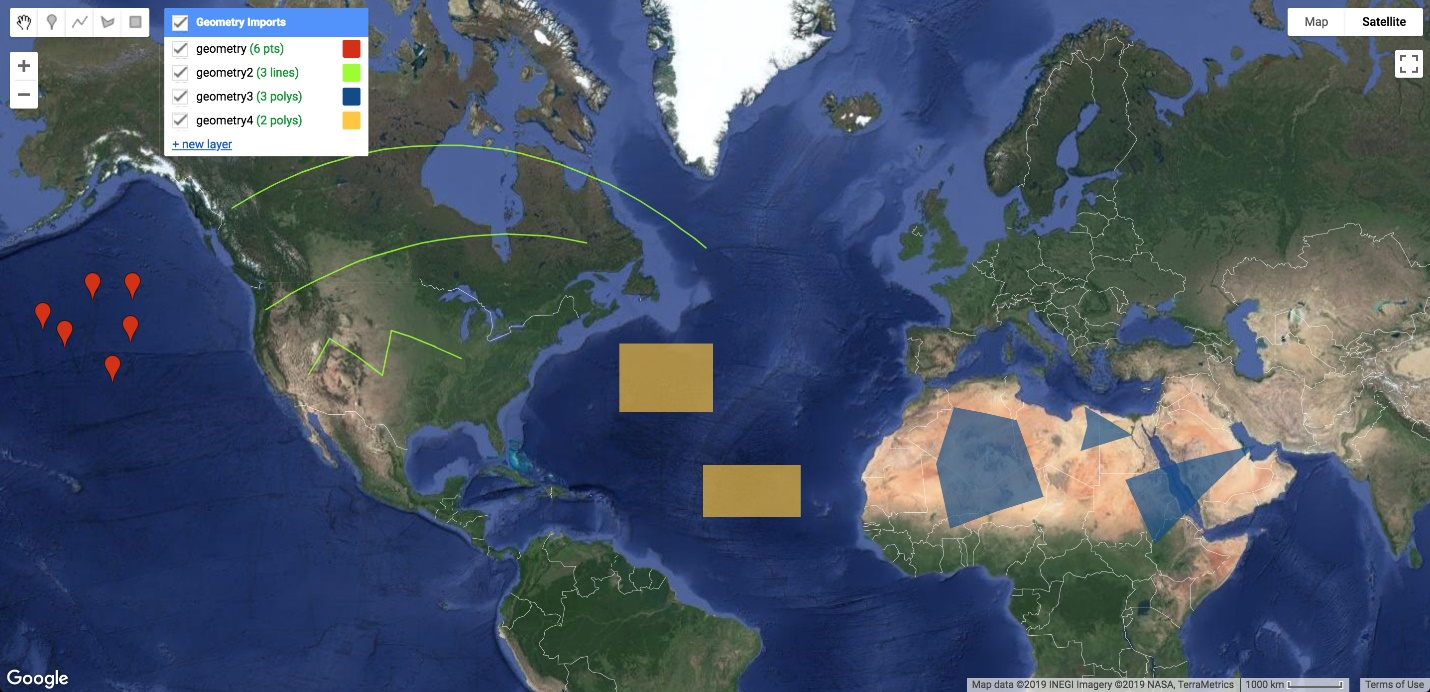 Geometry Imports
geometry (6 pts)
geometry2 (3 lines)
geometry3 (3 polys)
geometry4 (2 polys)
+ new layer
Map Satellite
+
−
Google
Map data ©2019 INEGI Imagery ©2019 NASA, TerraMetrics 1000 km Terms of Use